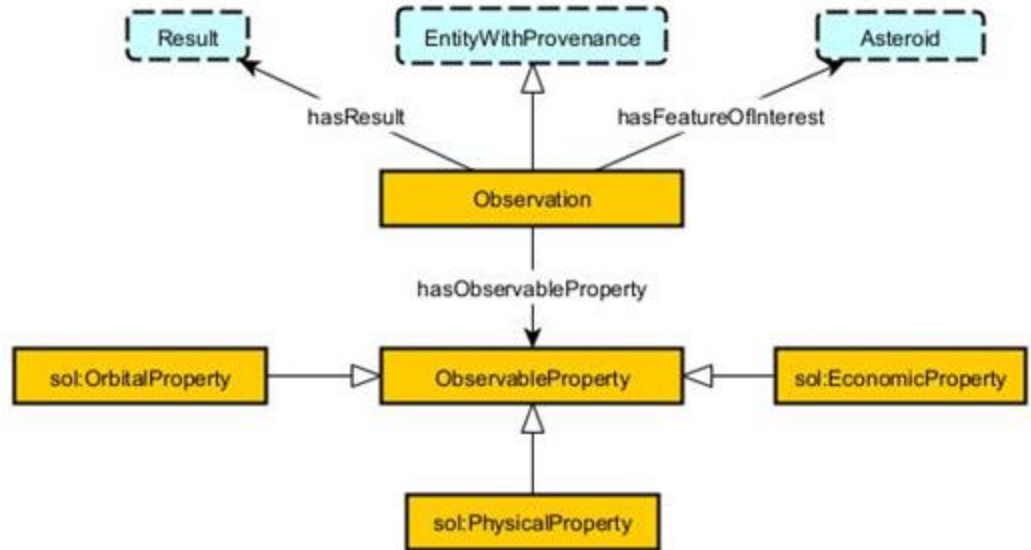 Result
EntityWithProvenance
Asteroid
hasResult
hasFeatureOfInterest
Observation
hasObservableProperty
sol:OrbitalProperty
ObservableProperty
sol:EconomicProperty
sol:PhysicalProperty